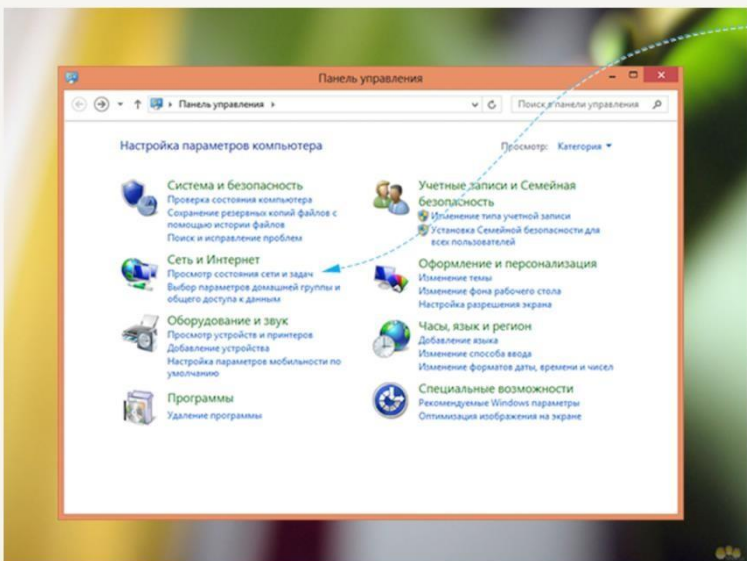 Панель управления
Панель управления
Поиск в панели управления
Настройка параметров компьютера
Просмотр: Категория
Система и безопасность
Проверка состояния компьютера
Сохранение резервных копий файлов с
помощью истории файлов
Поиск и исправление проблем
Сеть и Интернет
Просмотр состояния сети и задач
Выбор параметров домашней группы и
общего доступа к данным
Оборудование и звук
Просмотр устройств и принтеров
Добавление устройства
Настройка параметров мобильности по
умолчанию
Программы
Удаление программы
Учетные записи и Семейная
безопасность
Изменение типа учетной записи
Установка Семейной безопасности для
всех пользователей
Оформление и персонализация
Изменение темы
Изменение фона рабочего стола
Настройка разрешения экрана
Часы, язык и регион
Добавление языка
Изменение способа ввода
Изменение форматов даты, времени и чисел
Специальные возможности
Рекомендуемые Windows параметры
Оптимизация изображения на экране